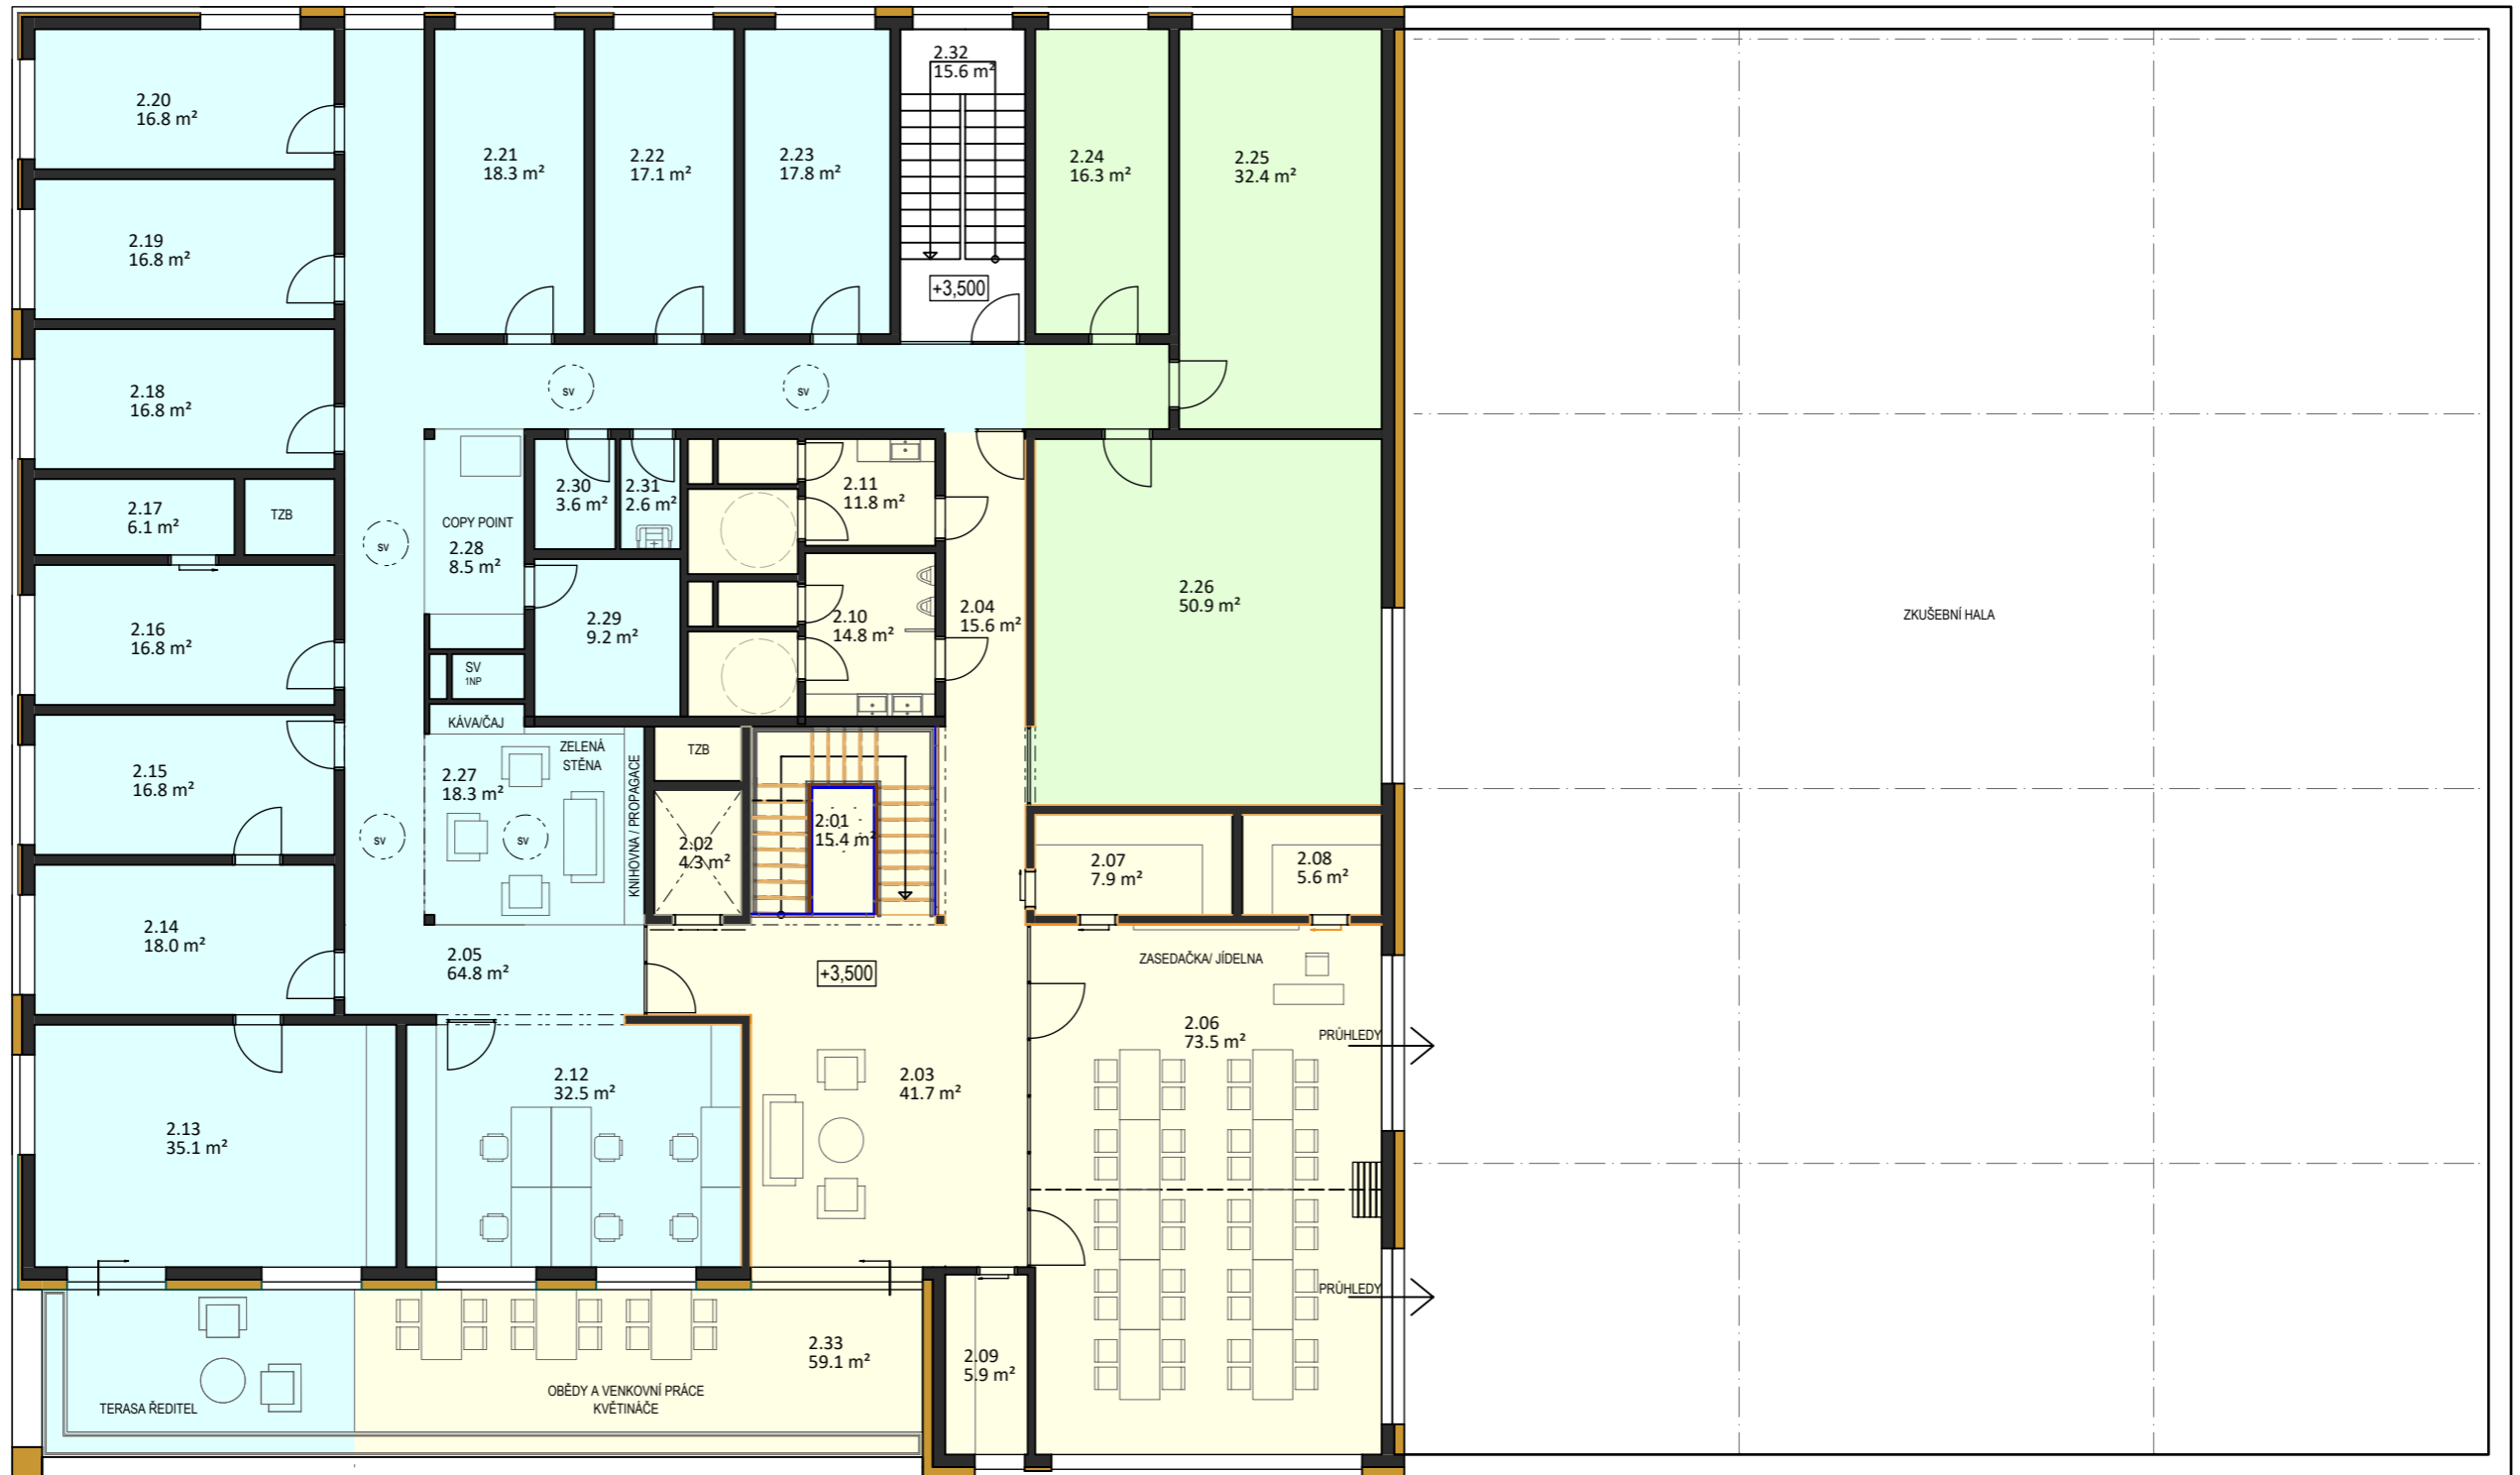 2.32
15.6 m²
2.20
16.8 m²
2.21
18.3 m²
2.22
17.1 m²
2.23
17.8 m²
2.24
16.3 m²
2.25
32.4 m²
2.19
16.8 m²
+3,500
2.18
16.8 m²
sv
sv
2.17
6.1 m²
TZB
sv
COPY POINT
2.28
8.5 m²
2.30
3.6 m²
2.31
2.6 m²
2.11
11.8 m²
2.16
16.8 m²
2.29
9.2 m²
2.10
14.8 m²
2.04
15.6 m²
2.26
50.9 m²
ZKUŠEBNÍ HALA
SV
1NP
KÁVA/ČAJ
2.15
16.8 m²
2.27
18.3 m²
ZELENÁ
STĚNA
KNIHOVNA / PROPAGACE
TZB
sv
sv
2.02
4.3 m²
2.01
15.4 m²
2.07
7.9 m²
2.08
5.6 m²
2.14
18.0 m²
2.05
64.8 m²
+3,500
ZASEDAČKA/ JÍDELNA
2.06
73.5 m²
PRŮHLEDY
2.13
35.1 m²
2.12
32.5 m²
2.03
41.7 m²
PRŮHLEDY
TERASA ŘEDITEL
OBĚDY A VENKOVNÍ PRÁCE
KVĚTINÁČE
2.33
59.1 m²
2.09
5.9 m²